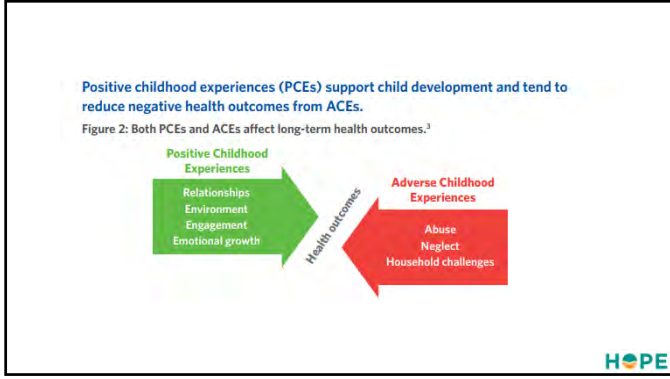 Positive childhood experiences (PCEs) support child development and tend to
reduce negative health outcomes from ACEs.
Figure 2: Both PCEs and ACEs affect long-term health outcomes.³
Positive Childhood
Experiences
Relationships
Environment
Engagement
Emotional growth
Health outcomes
Adverse Childhood
Experiences
Abuse
Neglect
Household challenges
HOPE